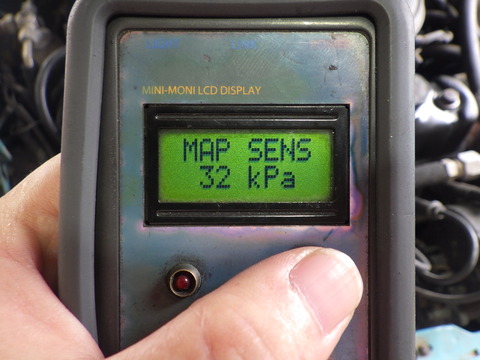 MINI-MONI LCD DISPLAY
MAP SENS
32 kPa